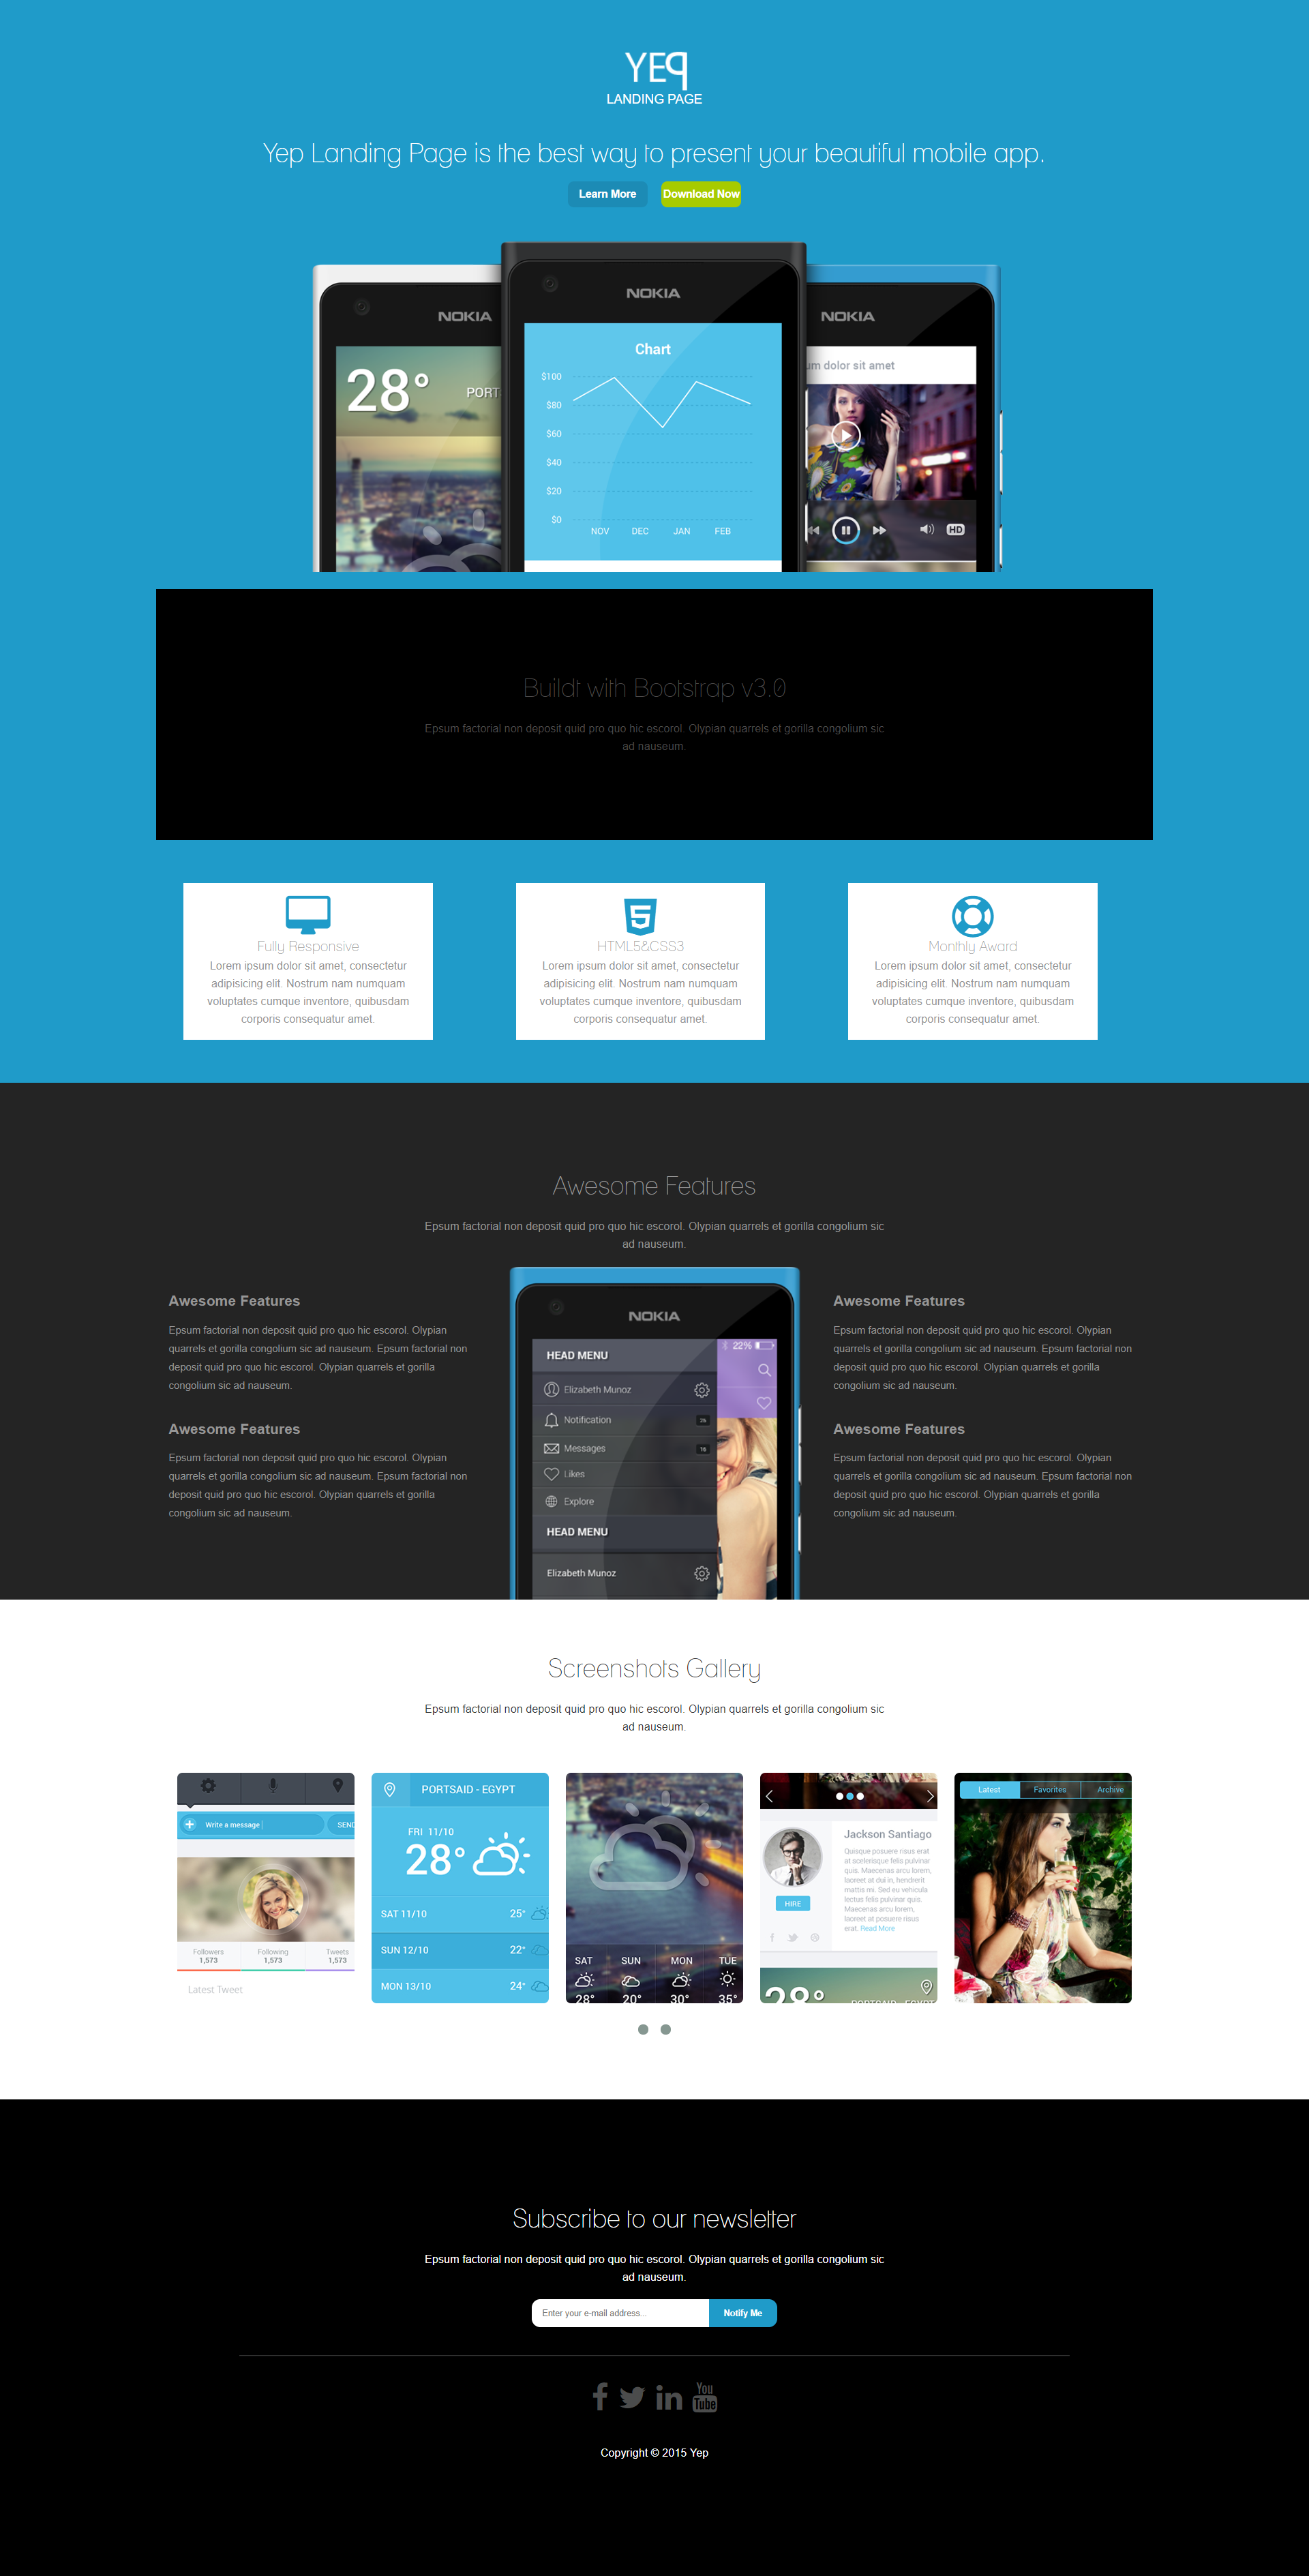 YEP
LANDING PAGE
Yep Landing Page is the best way to present your beautiful mobile app.
Learn More
Download Now
NOKIA
28°
PORT
NOKIA
Chart
$100
$80
$60
$40
$20
$0
NOV DEC JAN FEB
NOKIA
um dolor sit amet
HD
Buildt with Bootstrap v3.0
Epsum factorial non deposit quid pro quo hic escorol. Olypian quarrels et gorilla congolium sic
ad nauseum.
Fully Responsive
Lorem ipsum dolor sit amet, consectetur
adipisicing elit. Nostrum nam numquam
voluptates cumque inventore, quibusdam
corporis consequatur amet.
HTML5&CSS3
Lorem ipsum dolor sit amet, consectetur
adipisicing elit. Nostrum nam numquam
voluptates cumque inventore, quibusdam
corporis consequatur amet.
Monthly Award
Lorem ipsum dolor sit amet, consectetur
adipisicing elit. Nostrum nam numquam
voluptates cumque inventore, quibusdam
corporis consequatur amet.
Awesome Features
Epsum factorial non deposit quid pro quo hic escorol. Olypian quarrels et gorilla congolium sic
ad nauseum.
Awesome Features
Epsum factorial non deposit quid pro quo hic escorol. Olypian
quarrels et gorilla congolium sic ad nauseum. Epsum factorial non
deposit quid pro quo hic escorol. Olypian quarrels et gorilla
congolium sic ad nauseum.
Awesome Features
Epsum factorial non deposit quid pro quo hic escorol. Olypian
quarrels et gorilla congolium sic ad nauseum. Epsum factorial non
deposit quid pro quo hic escorol. Olypian quarrels et gorilla
congolium sic ad nauseum.
NOKIA
22%
HEAD MENU
Elizabeth Munoz
Notification
Messages
Likes
Explore
HEAD MENU
Elizabeth Munoz
Awesome Features
Epsum factorial non deposit quid pro quo hic escorol. Olypian
quarrels et gorilla congolium sic ad nauseum. Epsum factorial non
deposit quid pro quo hic escorol. Olypian quarrels et gorilla
congolium sic ad nauseum.
Awesome Features
Epsum factorial non deposit quid pro quo hic escorol. Olypian
quarrels et gorilla congolium sic ad nauseum. Epsum factorial non
deposit quid pro quo hic escorol. Olypian quarrels et gorilla
congolium sic ad nauseum.
Screenshots Gallery
Epsum factorial non deposit quid pro quo hic escorol. Olypian quarrels et gorilla congolium sic
ad nauseum.
Write a message
SEND
Followers Following Tweets
1,573 1,573 1,573
Latest Tweet
PORTSAID - EGYPT
FRI 11/10
28°
SAT 11/10 25°
SUN 12/10 22°
MON 13/10 24°
SAT SUN MON TUE
28° 20° 30° 35°
Jackson Santiago
Quisque posuere risus erat
at scelerisque felis pulvinar
quis. Maecenas arcu lorem,
laoreet at dui in, hendrerit
mattis mi. Sed eu vehicula
lectus felis pulvinar quis.
Maecenas arcu lorem,
laoreet at posuere risus
erat. Read More
HIRE
28°
PORTSAID - EGYPT
Latest Favorites Archive
Subscribe to our newsletter
Epsum factorial non deposit quid pro quo hic escorol. Olypian quarrels et gorilla congolium sic
ad nauseum.
Enter your e-mail address...
Notify Me
You
Tube
Copyright © 2015 Yep